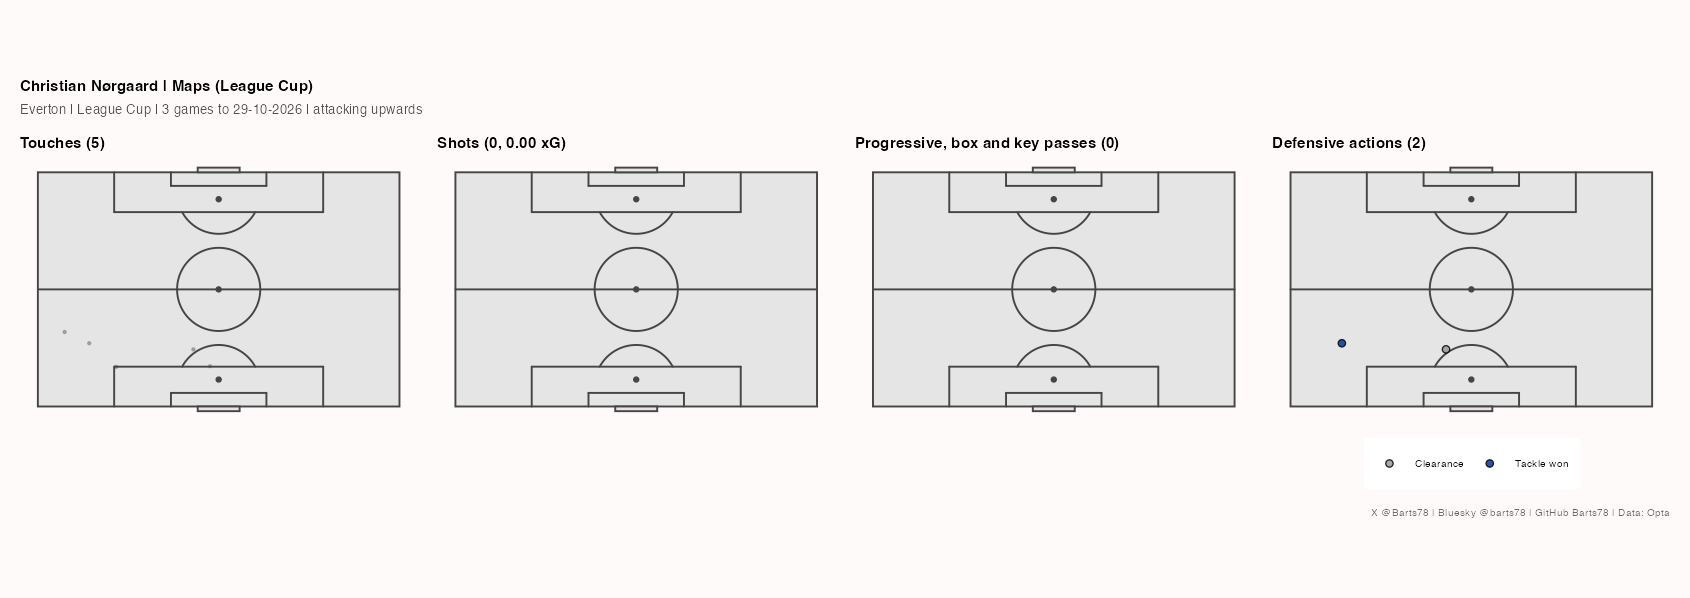 Christian Nørgaard | Maps (League Cup)
Everton | League Cup | 3 games to 29-10-2026 | attacking upwards
Touches (5)
Shots (0, 0.00 xG)
Progressive, box and key passes (0)
Defensive actions (2)
Clearance
Tackle won
X @Barts78 | Bluesky @barts78 | GitHub Barts78 | Data: Opta